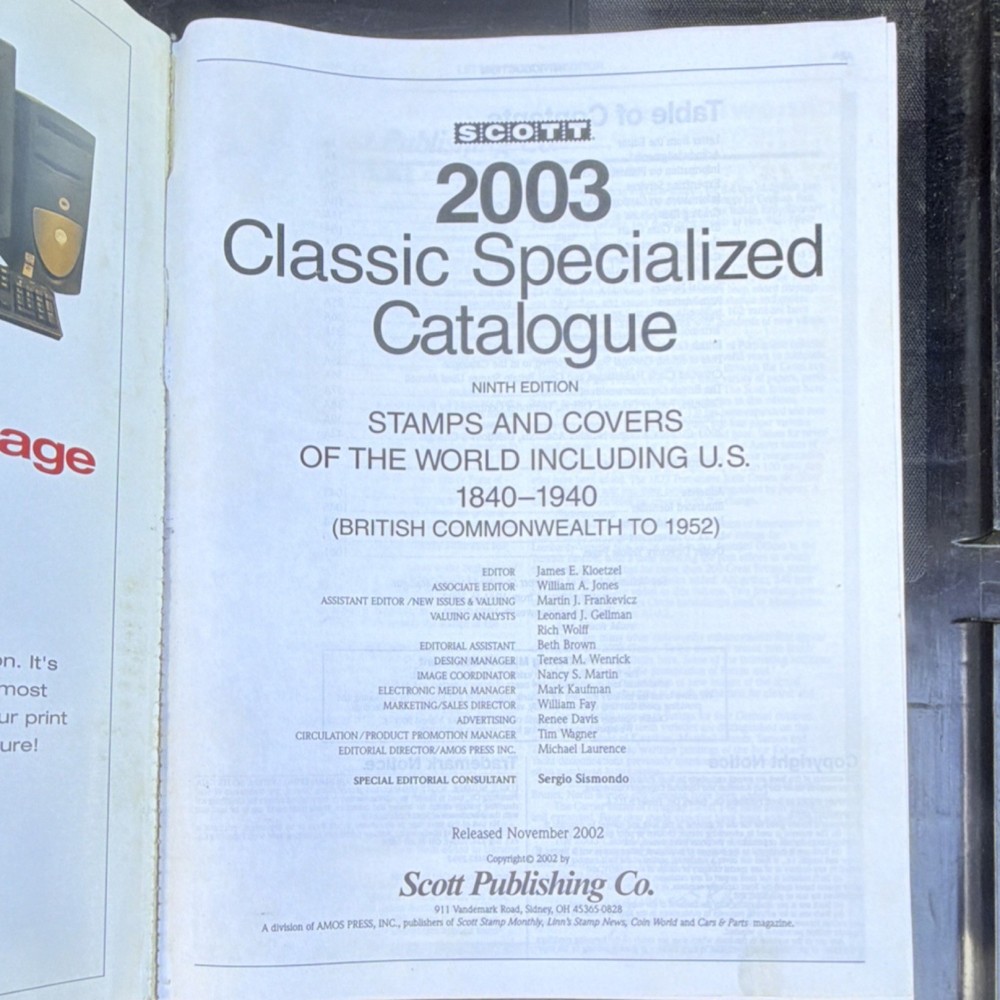 age
n. It's
most
ur print
ure!
SCOTT
2003
Classic Specialized
Catalogue
NINTH EDITION
STAMPS AND COVERS
OF THE WORLD INCLUDING U.S.
1840–1940
(BRITISH COMMONWEALTH TO 1952)
EDITOR James E. Kloetzel
ASSOCIATE EDITOR William A. Jones
ASSISTANT EDITOR /NEW ISSUES & VALUING Martin J. Frankevicz
VALUING ANALYSTS Leonard J. Gellman
Rich Wolff
EDITORIAL ASSISTANT Beth Brown
DESIGN MANAGER Teresa M. Wenrick
IMAGE COORDINATOR Nancy S. Martin
ELECTRONIC MEDIA MANAGER Mark Kaufman
MARKETING/SALES DIRECTOR William Fay
ADVERTISING Renee Davis
CIRCULATION/PRODUCT PROMOTION MANAGER Tim Wagner
EDITORIAL DIRECTOR/AMOS PRESS INC. Michael Laurence
SPECIAL EDITORIAL CONSULTANT Sergio Sismondo
Released November 2002
Copyright© 2002 by
Scott Publishing Co.
911 Vandemark Road, Sidney, OH 45365-0828
A division of AMOS PRESS, INC., publishers of Scott Stamp Monthly, Linn's Stamp News, Coin World and Cars & Parts magazine.